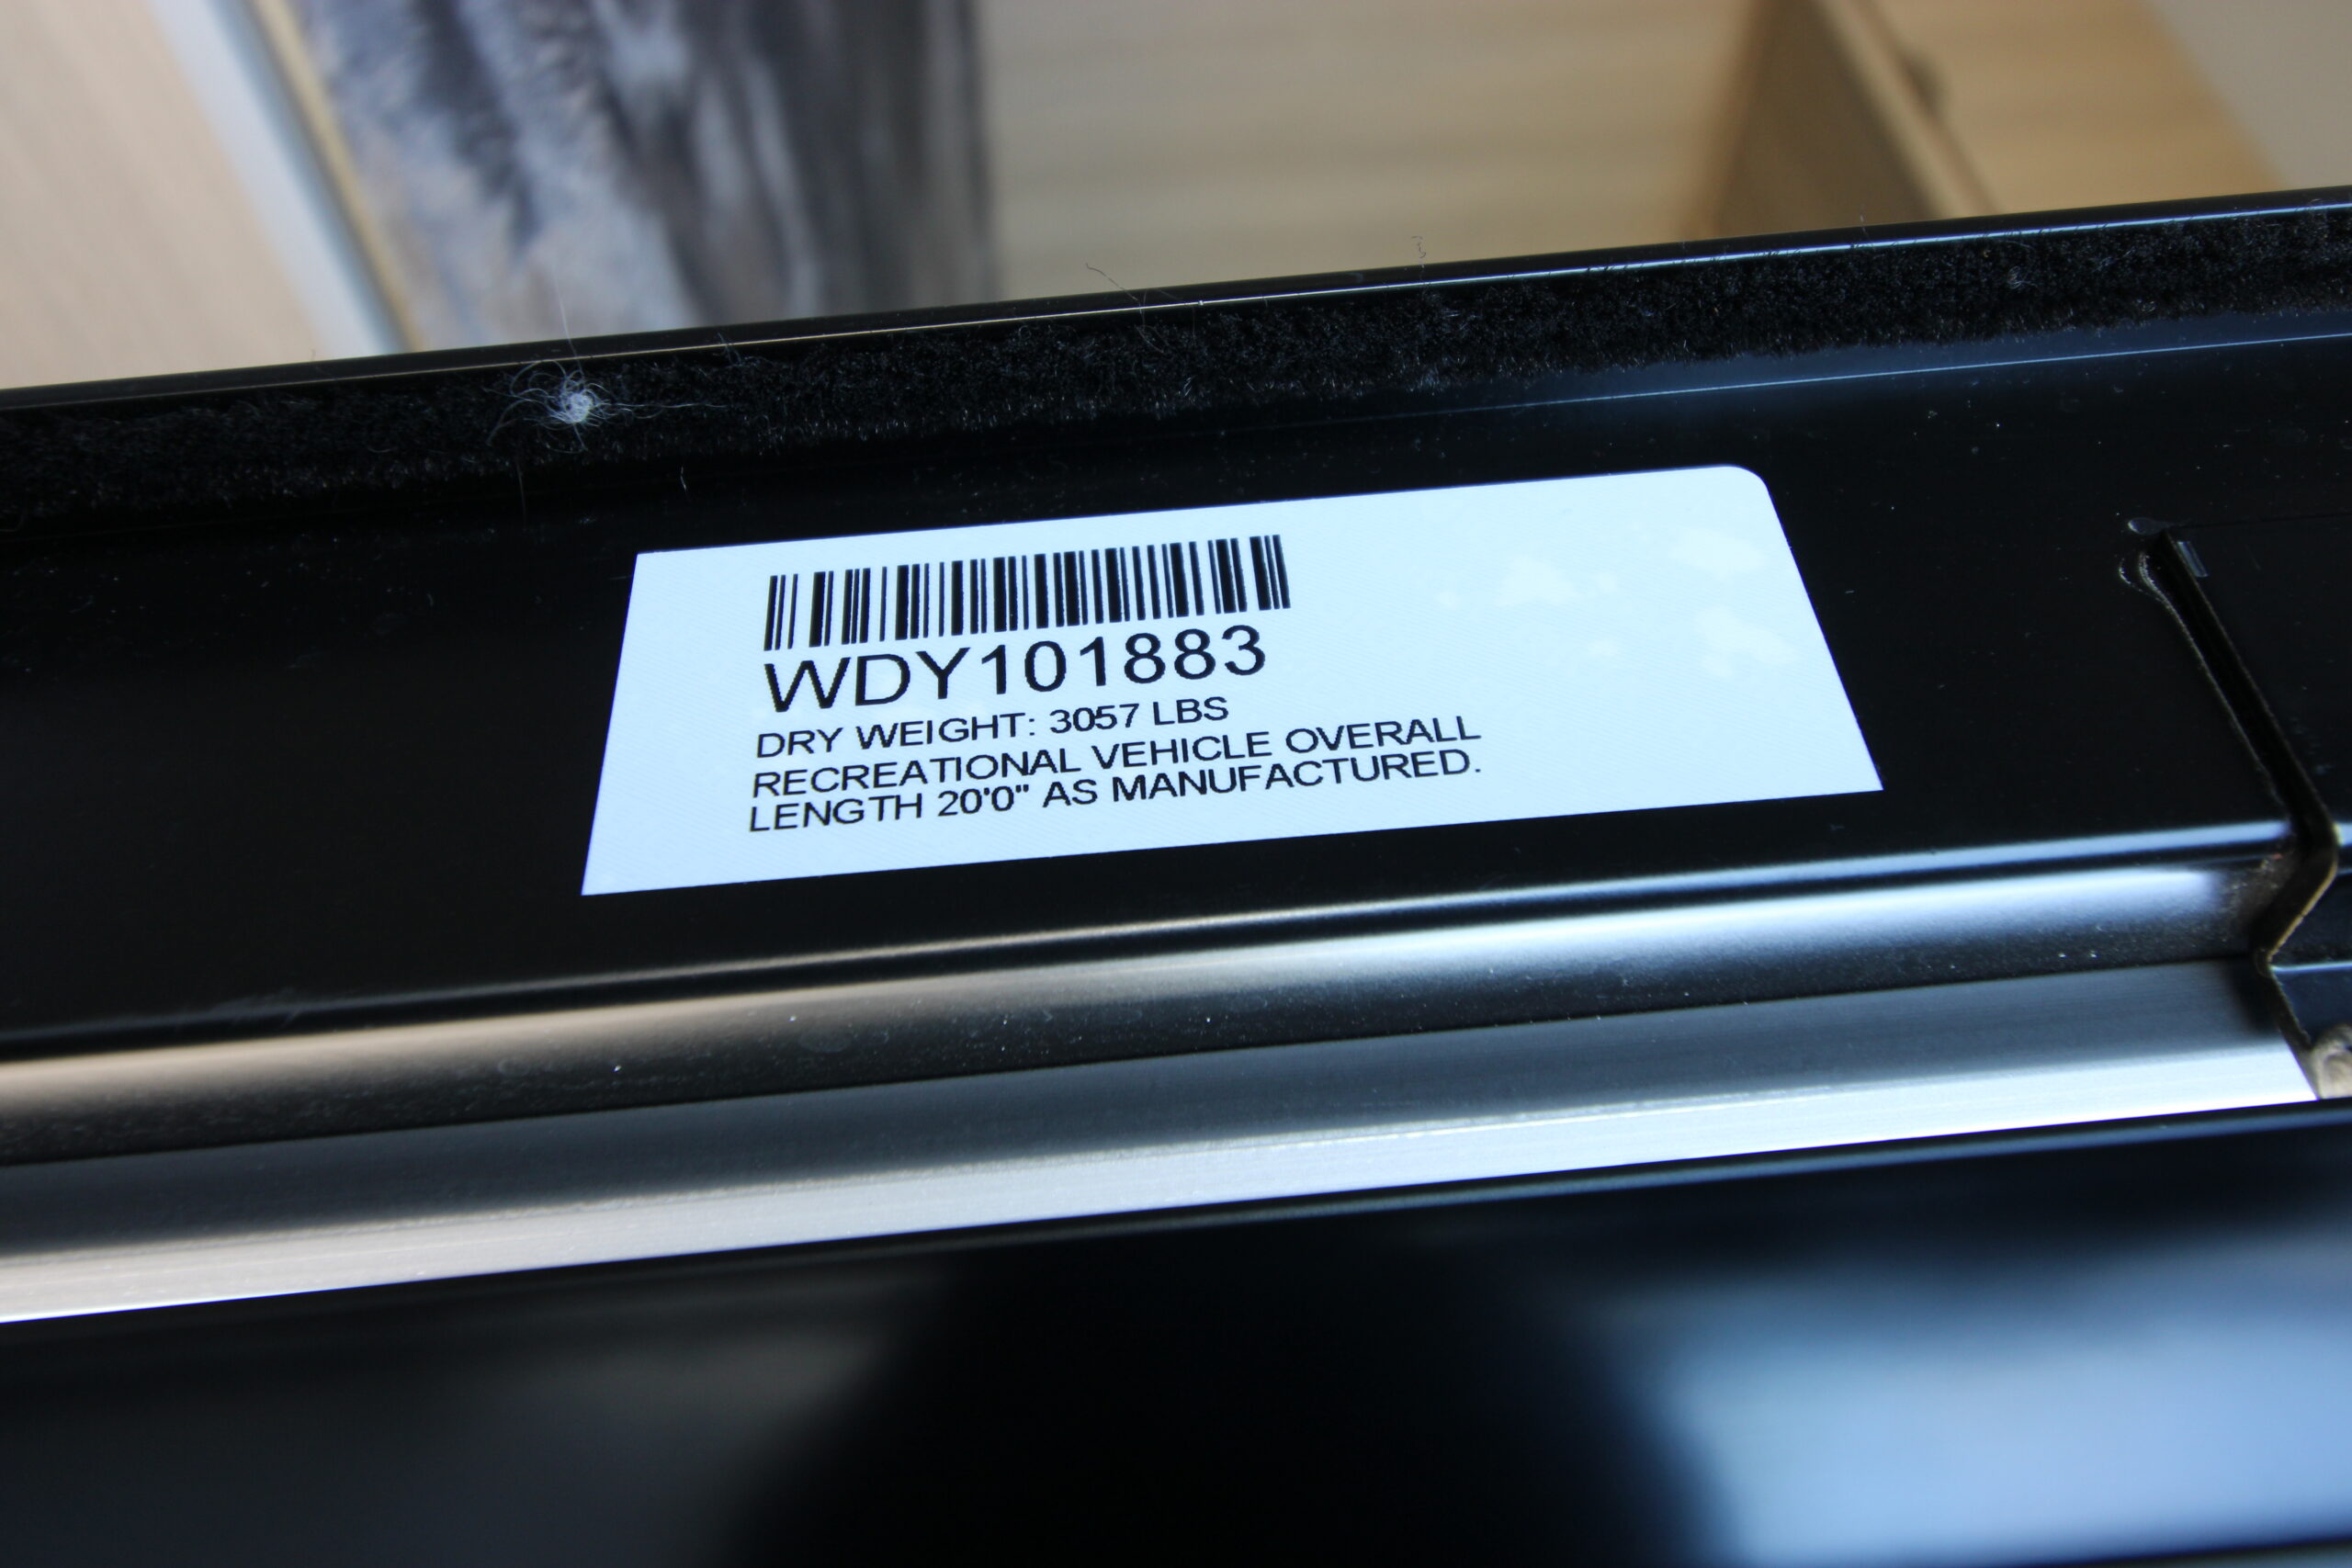 WDY101883
DRY WEIGHT: 3057 LBS
RECREATIONAL VEHICLE OVERALL
LENGTH 20'0" AS MANUFACTURED.